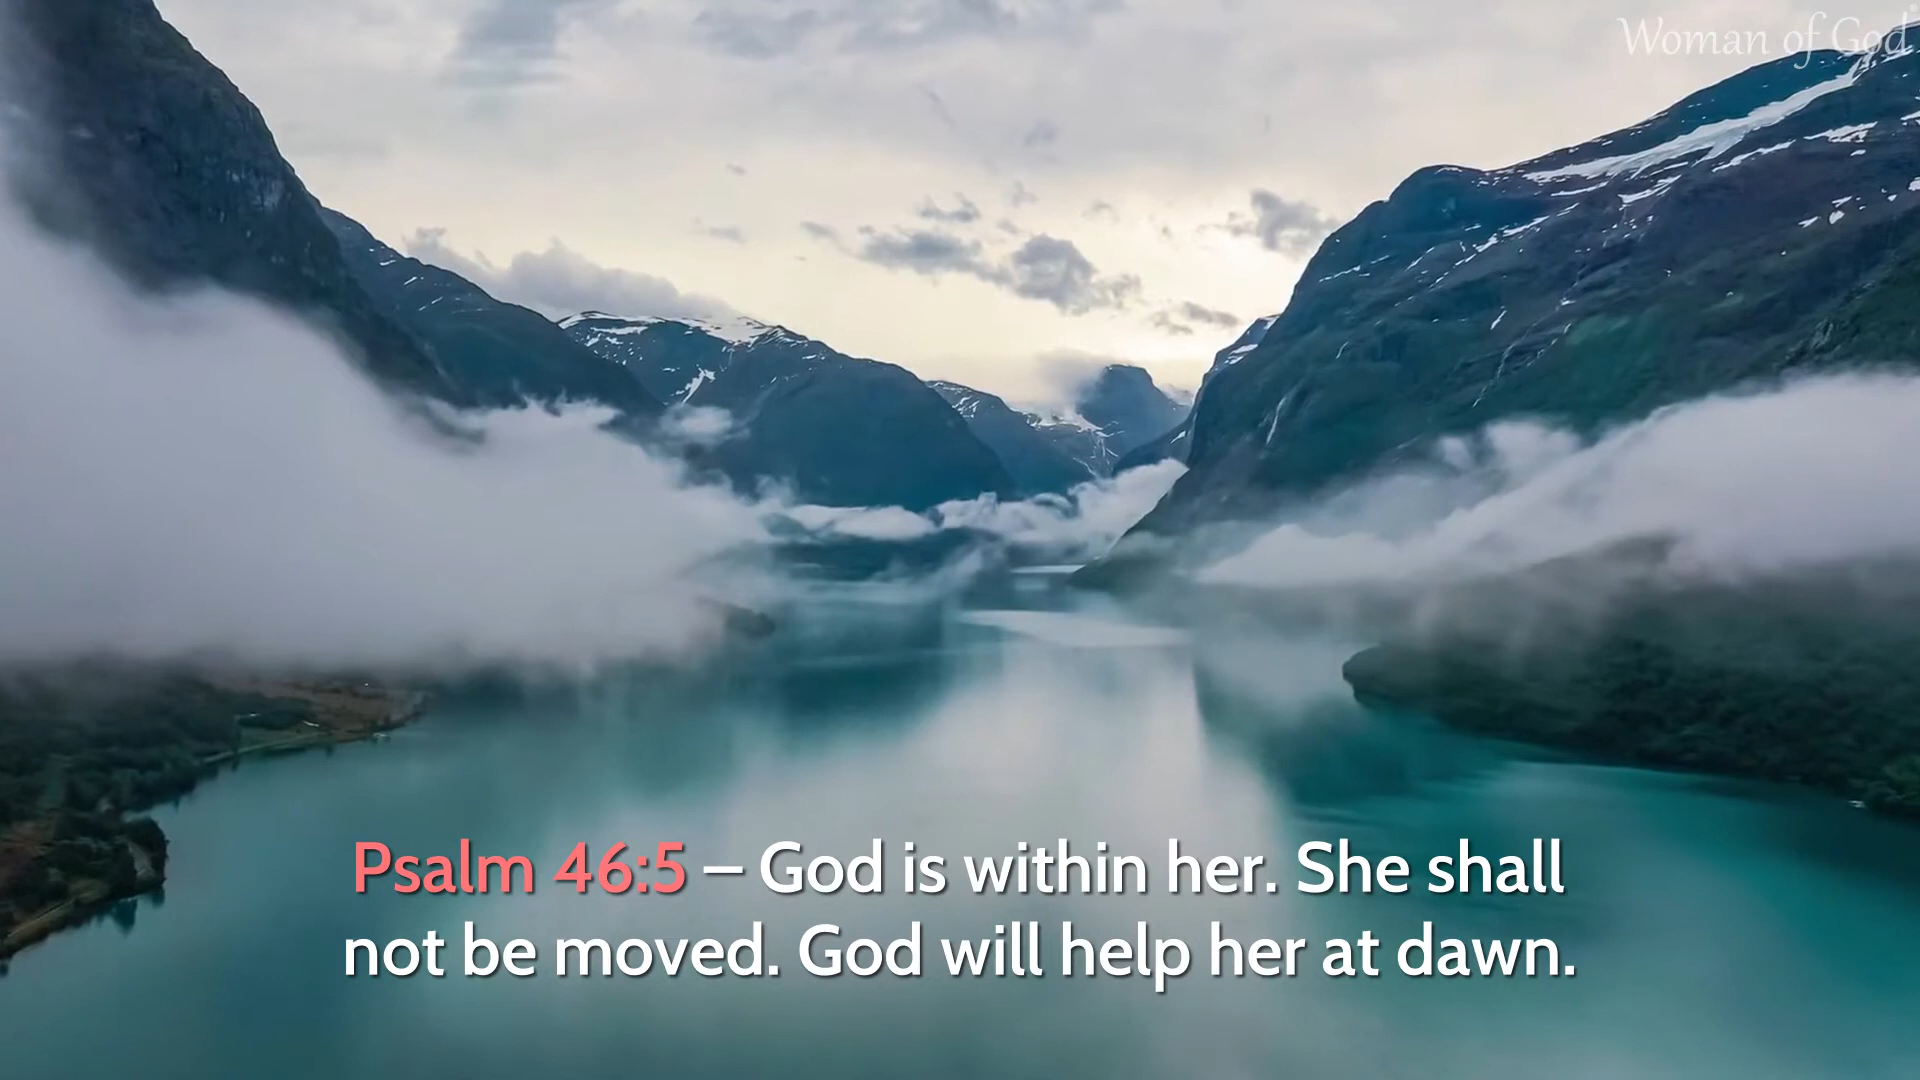 Woman of God
Psalm 46:5 – God is within her. She shall
not be moved. God will help her at dawn.